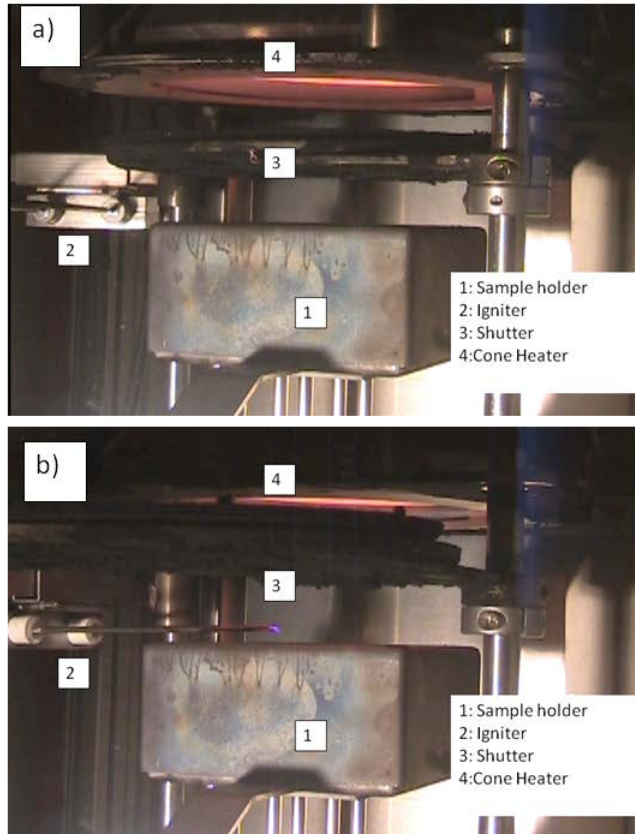 a)
4
3
2
1
1: Sample holder
2: Igniter
3: Shutter
4:Cone Heater
b)
4
3
2
1
1: Sample holder
2: Igniter
3: Shutter
4:Cone Heater